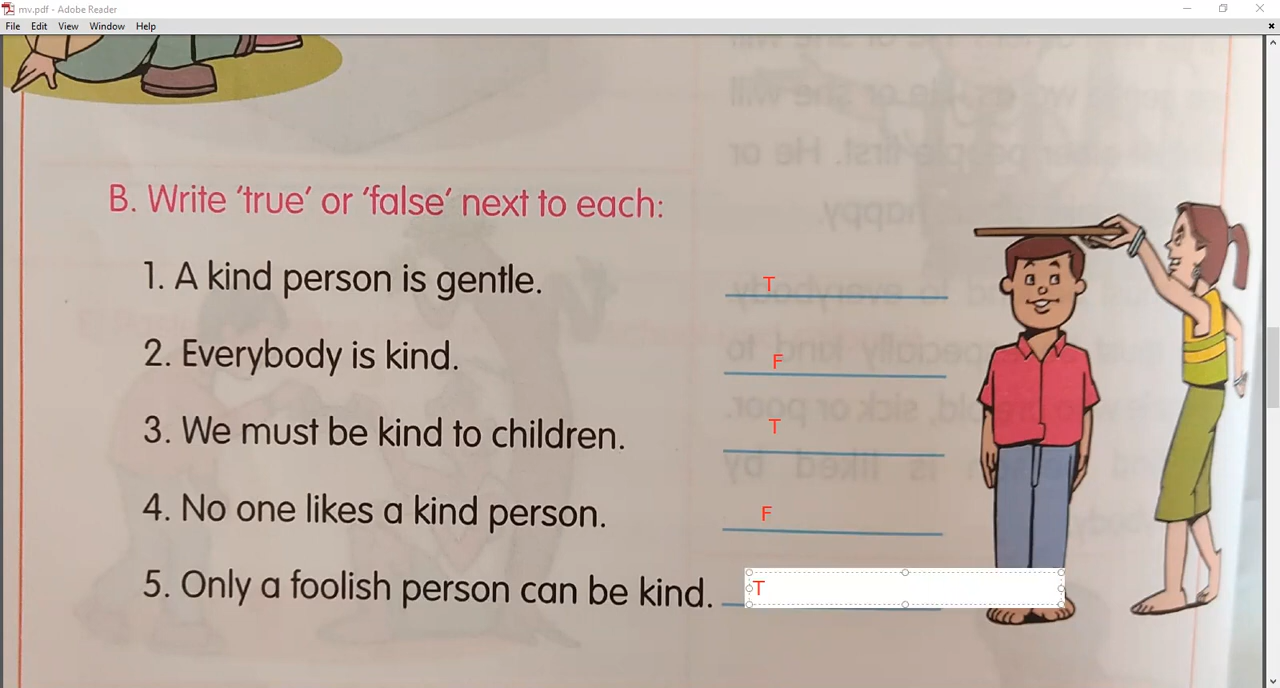 mv.pdf - Adobe Reader
File Edit View Window Help
B. Write 'true' or 'false' next to each:
1. A kind person is gentle. T
2. Everybody is kind. F
3. We must be kind to children. T
4. No one likes a kind person. F
5. Only a foolish person can be kind. T